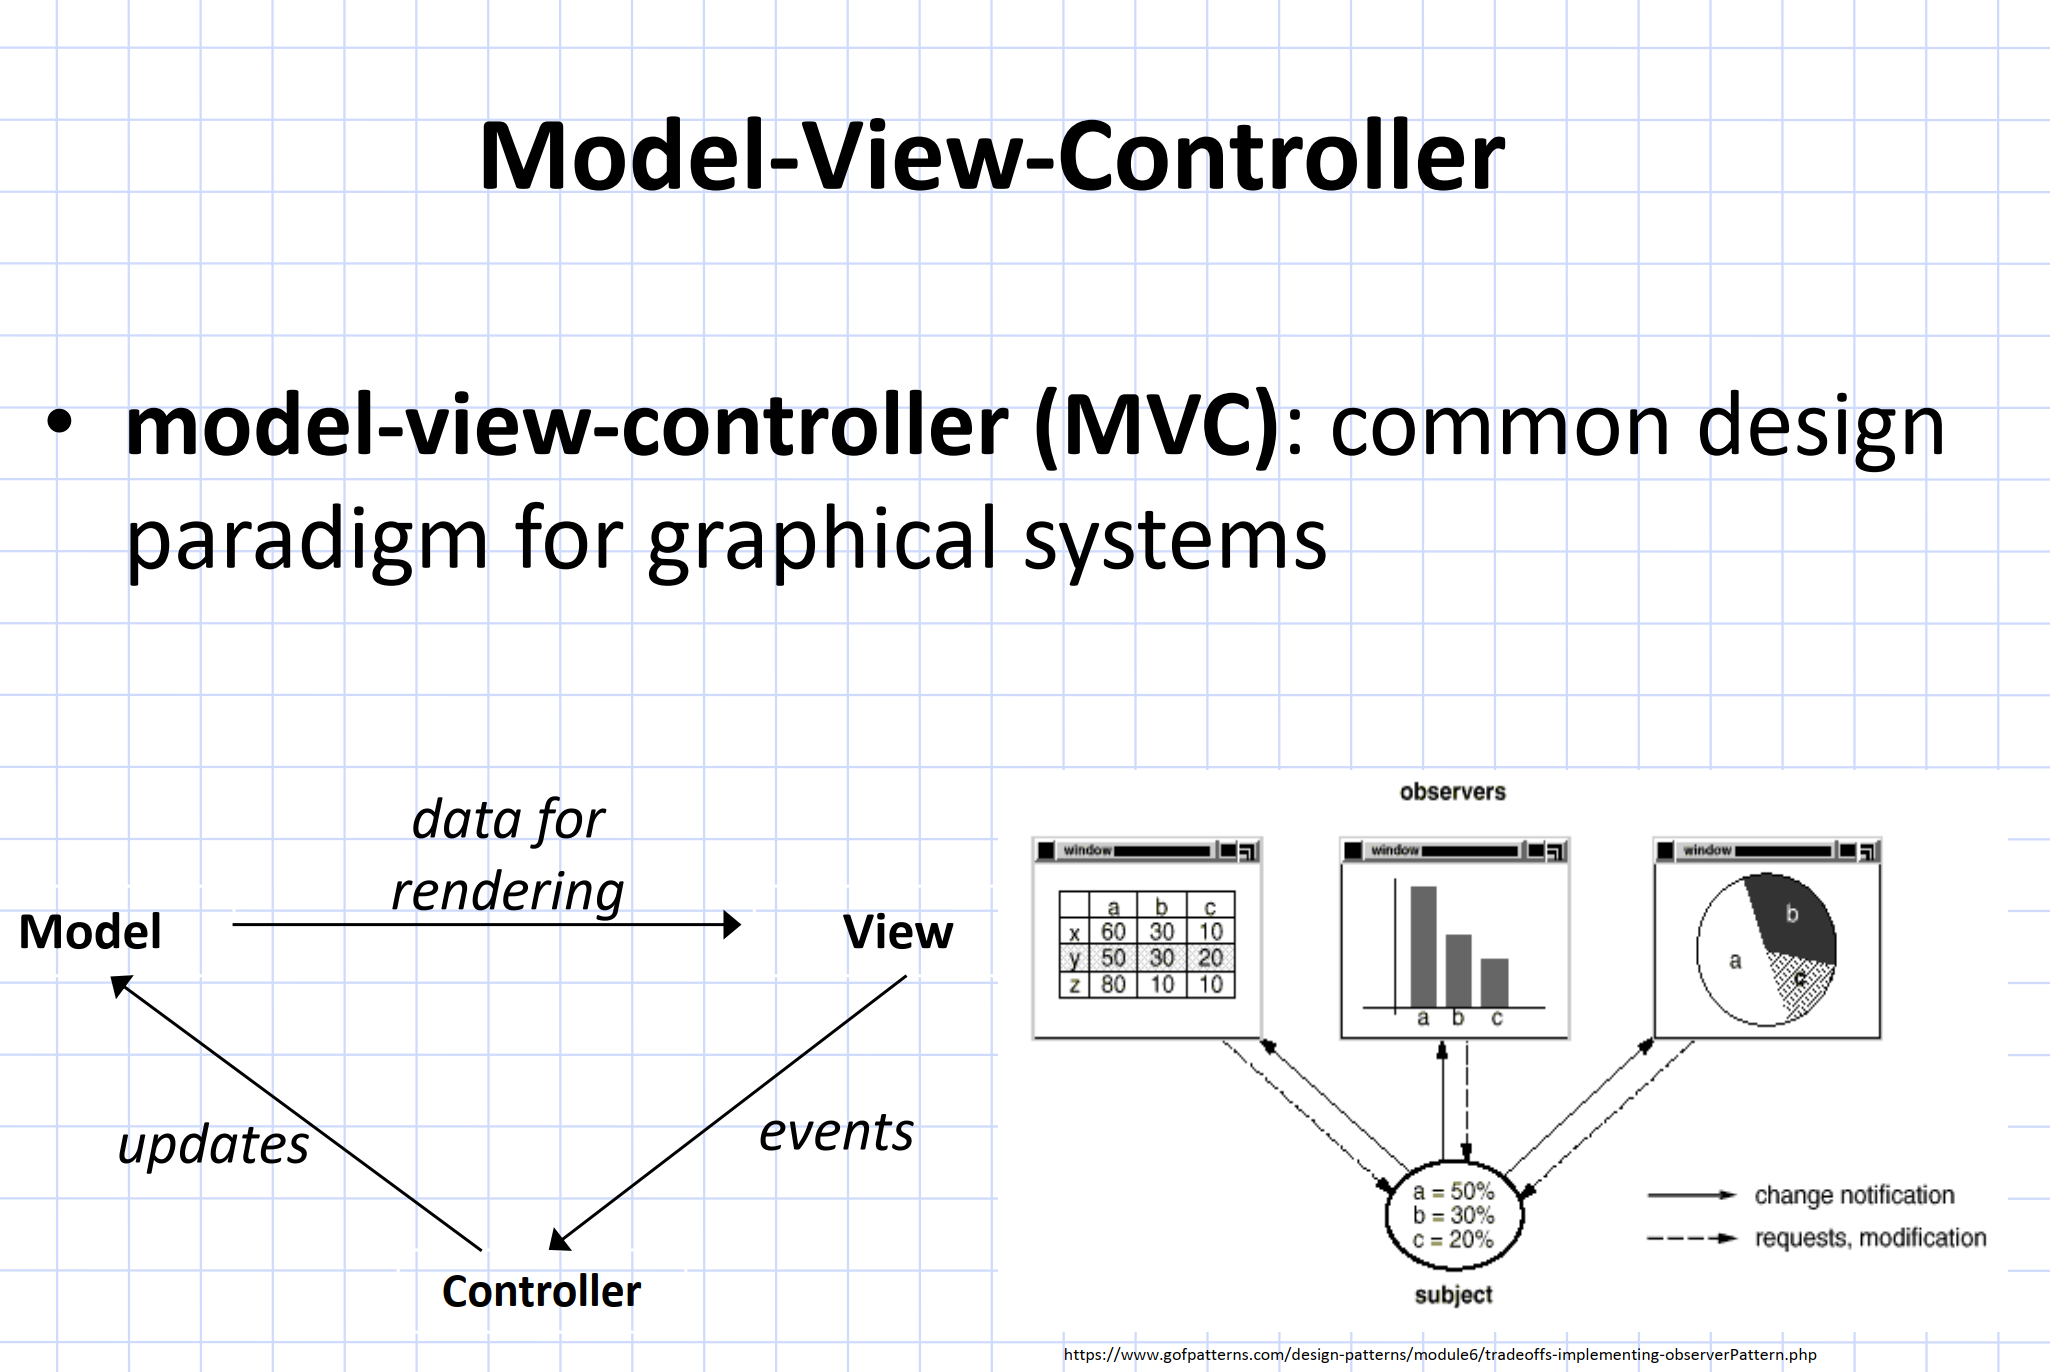 Model-View-Controller
• model-view-controller (MVC): common design
paradigm for graphical systems
data for
rendering
Model
View
updates
events
Controller
observers
window
a b c
x 60 30 10
y 50 30 20
z 80 10 10
window
a b c
window
b
a
c
a = 50%
b = 30%
c = 20%
subject
change notification
requests, modification
https://www.gofpatterns.com/design-patterns/module6/tradeoffs-implementing-observerPattern.php